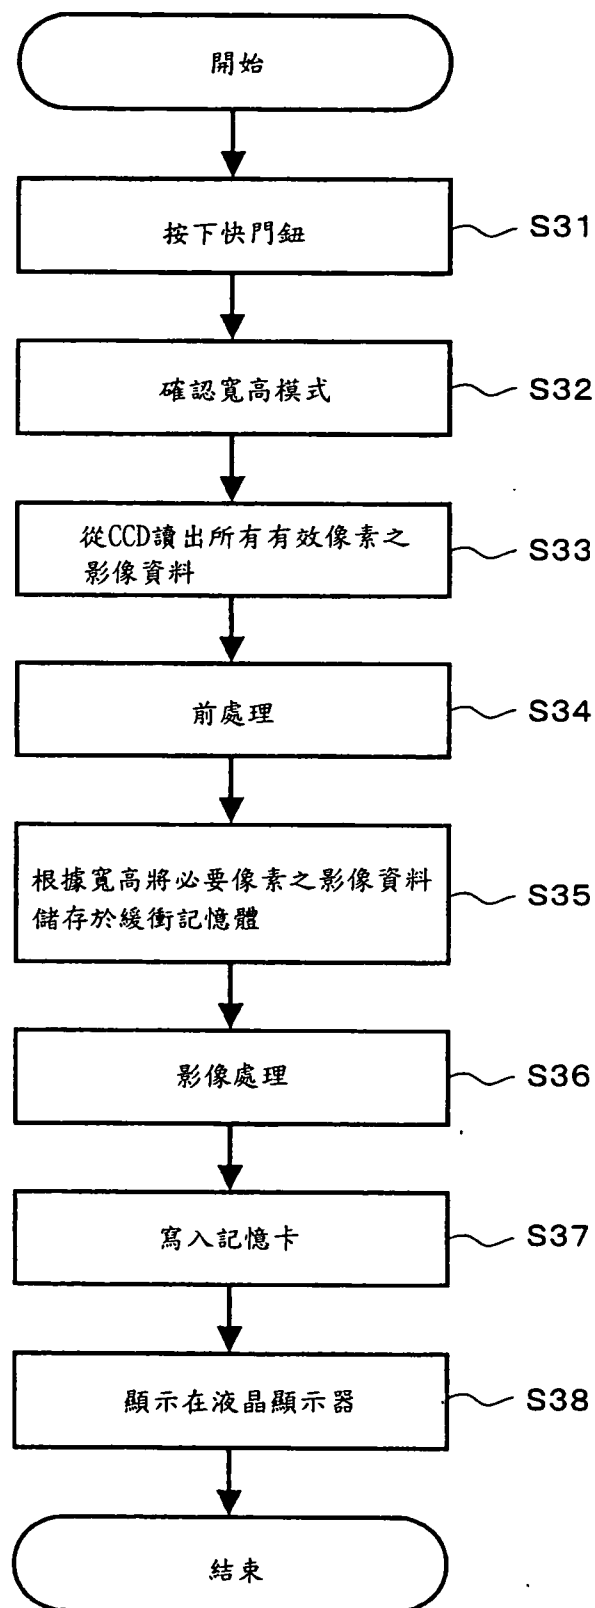 開始
按下快門鈕
S31
確認寬高模式
S32
從CCD讀出所有有效像素之
影像資料
S33
前處理
S34
根據寬高將必要像素之影像資料
儲存於緩衝記憶體
S35
影像處理
S36
寫入記憶卡
S37
顯示在液晶顯示器
S38
結束